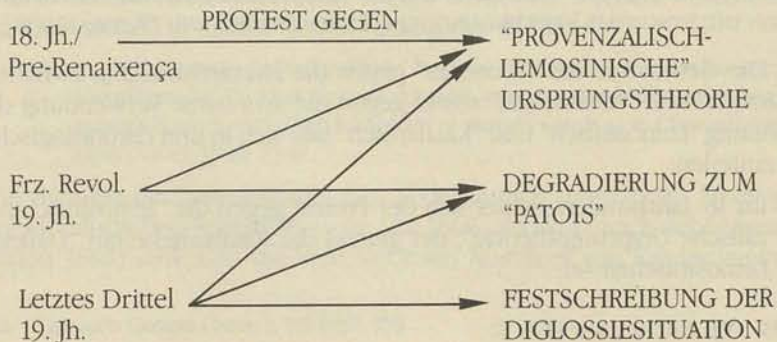 PROTEST GEGEN
18. Jh./
Pre-Renaixença
“PROVENZALISCH-
LEMOSINISCHE”
URSPRUNGSTHEORIE
Frz. Revol.
19. Jh.
DEGRADIERUNG ZUM
“PATOIS”
Letztes Drittel
19. Jh.
FESTSCHREIBUNG DER
DIGLOSSIESITUATION